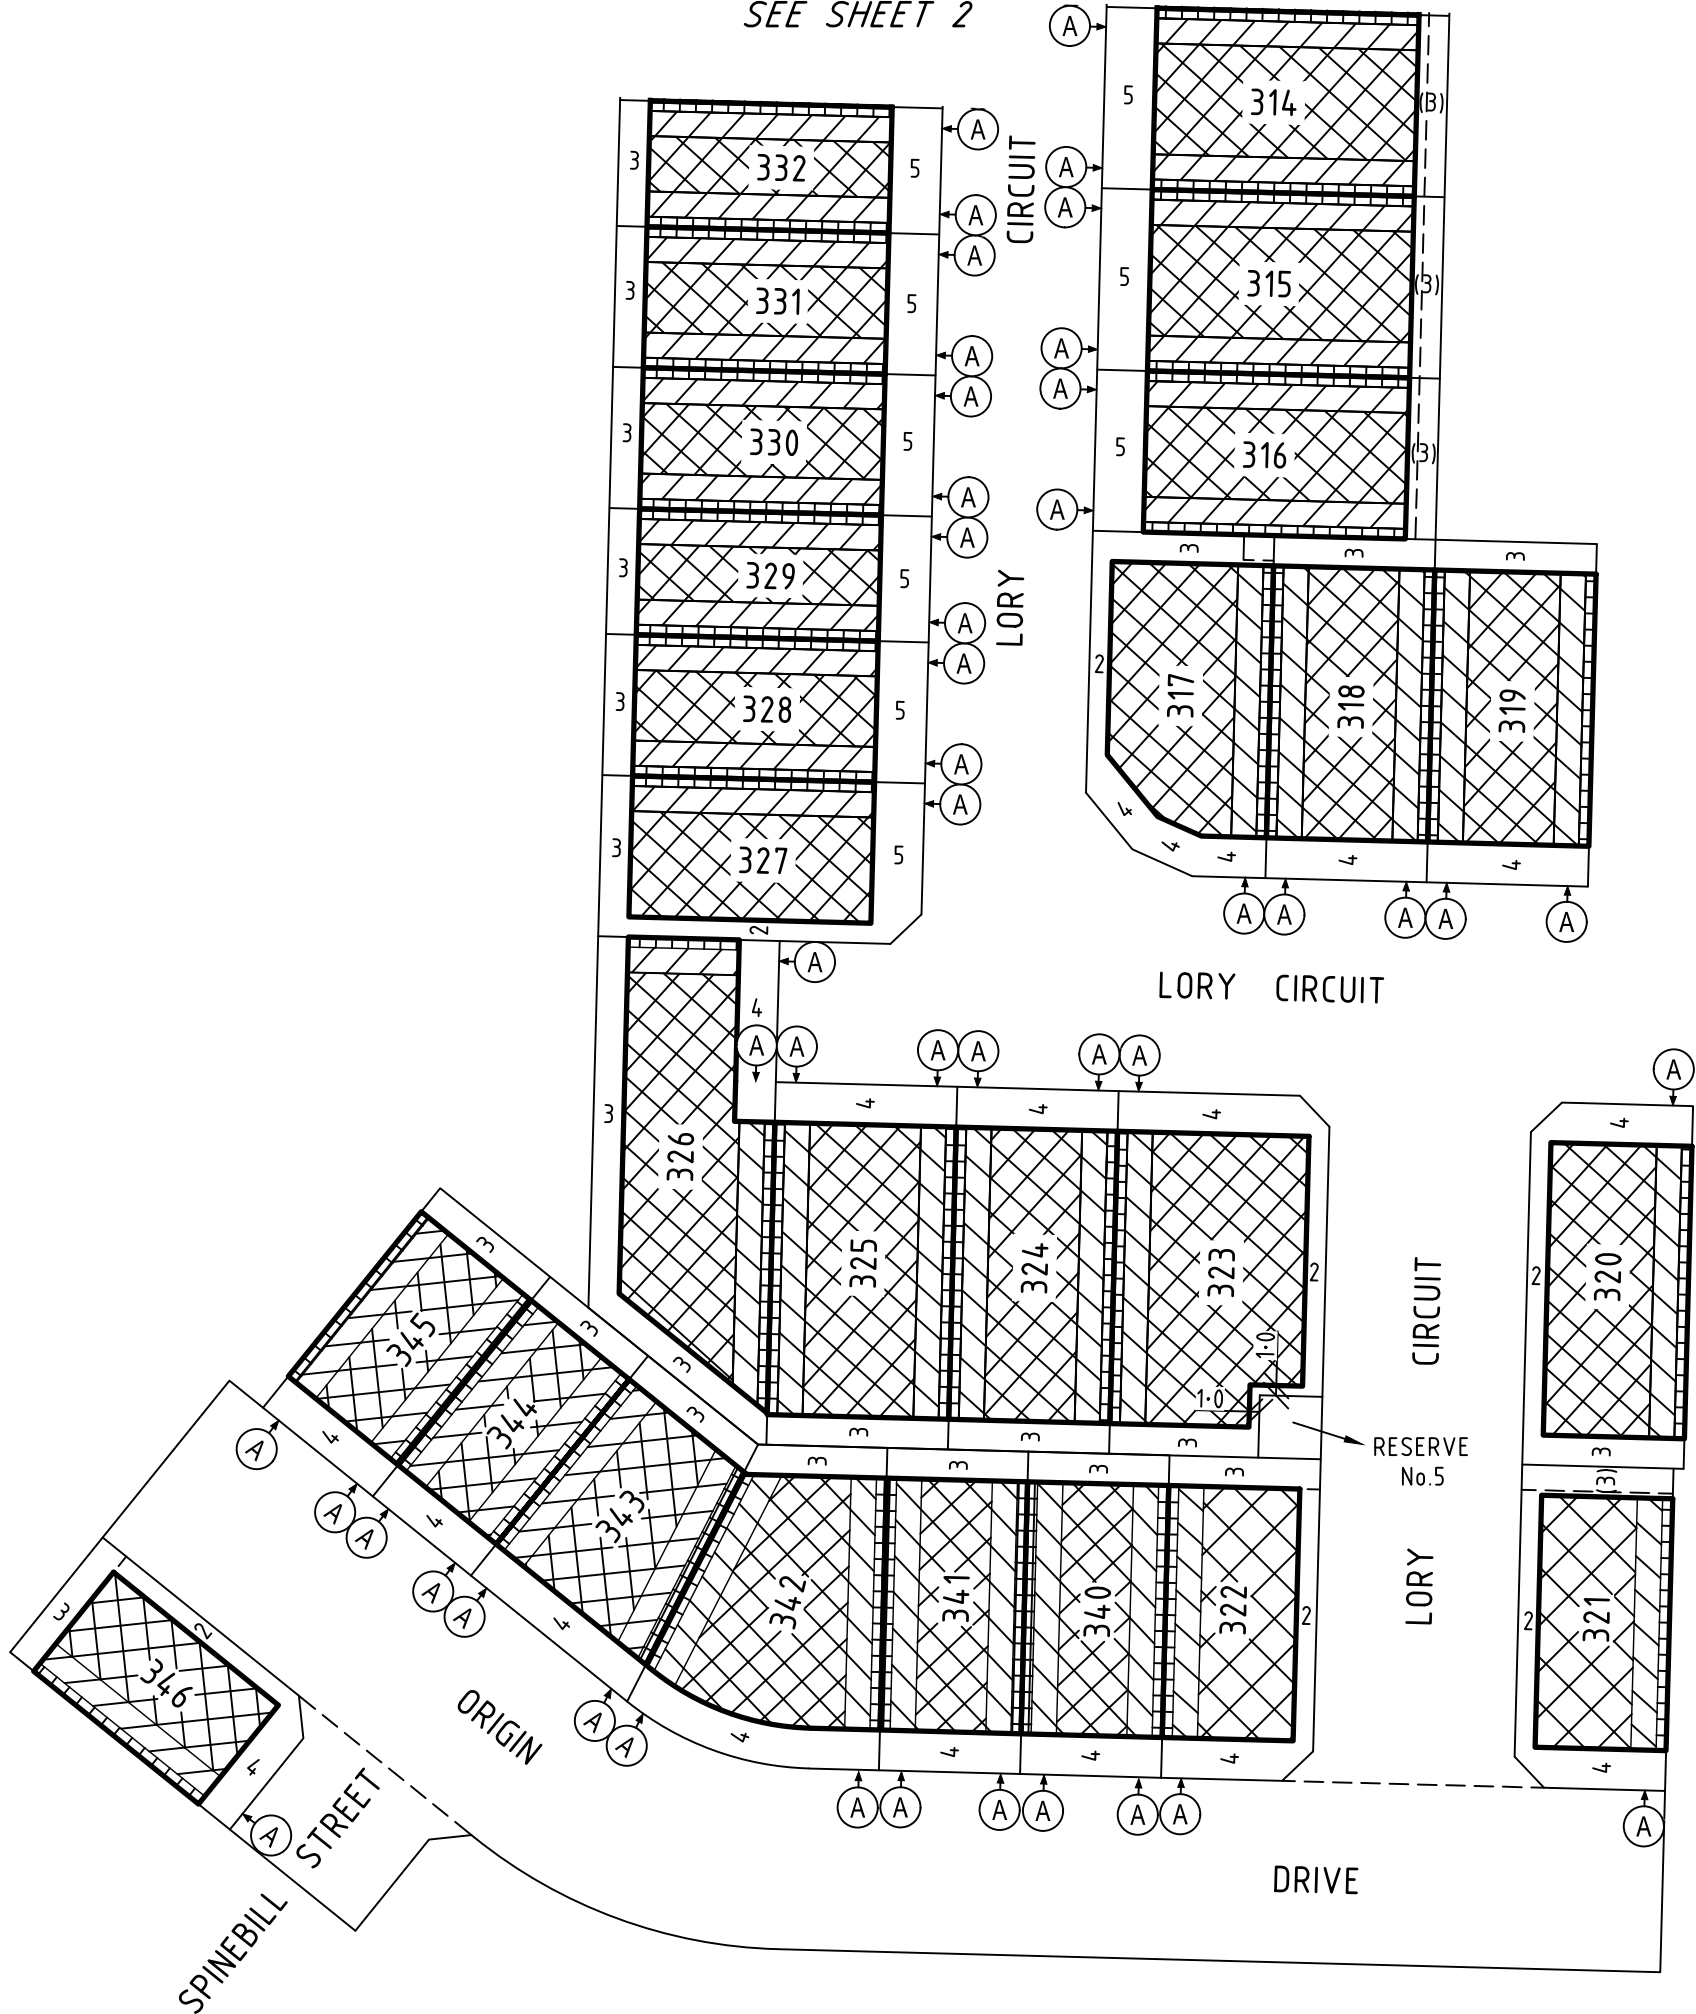 SEE SHEET 2
A
5
314
(3)
332
3
5
A
A
A
CIRCUIT
A
A
331
3
5
315
5
(3)
A
A
A
A
330
3
5
316
5
(3)
A
A
A
329
3
5
LORY
A
A
3
3
3
328
3
5
A
A
2
317
318
319
327
3
5
2
4
4
4
4
4
A
A
A
A
A
A
LORY CIRCUIT
4
326
3
A
A
A
A
A
A
A
4
4
4
4
325
324
323
2
1·0
1·0
CIRCUIT
2
320
3
3
3
3
3
3
3
RESERVE
No.5
(3)
345
344
343
3
3
3
3
4
4
4
A
A
A
A
A
A
A
342
341
340
322
2
LORY
2
321
4
4
4
4
4
A
A
A
A
A
A
A
346
3
2
4
A
ORIGIN
DRIVE
SPINEBILL STREET